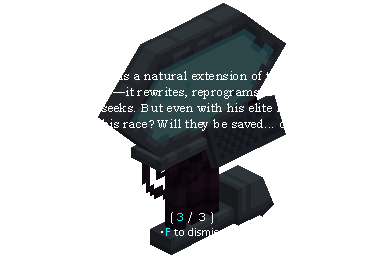 is a natural extension of
—it rewrites, reprograms
seeks. But even with his elite
his race? Will they be saved...
( 3 / 3 )
·F to dismis